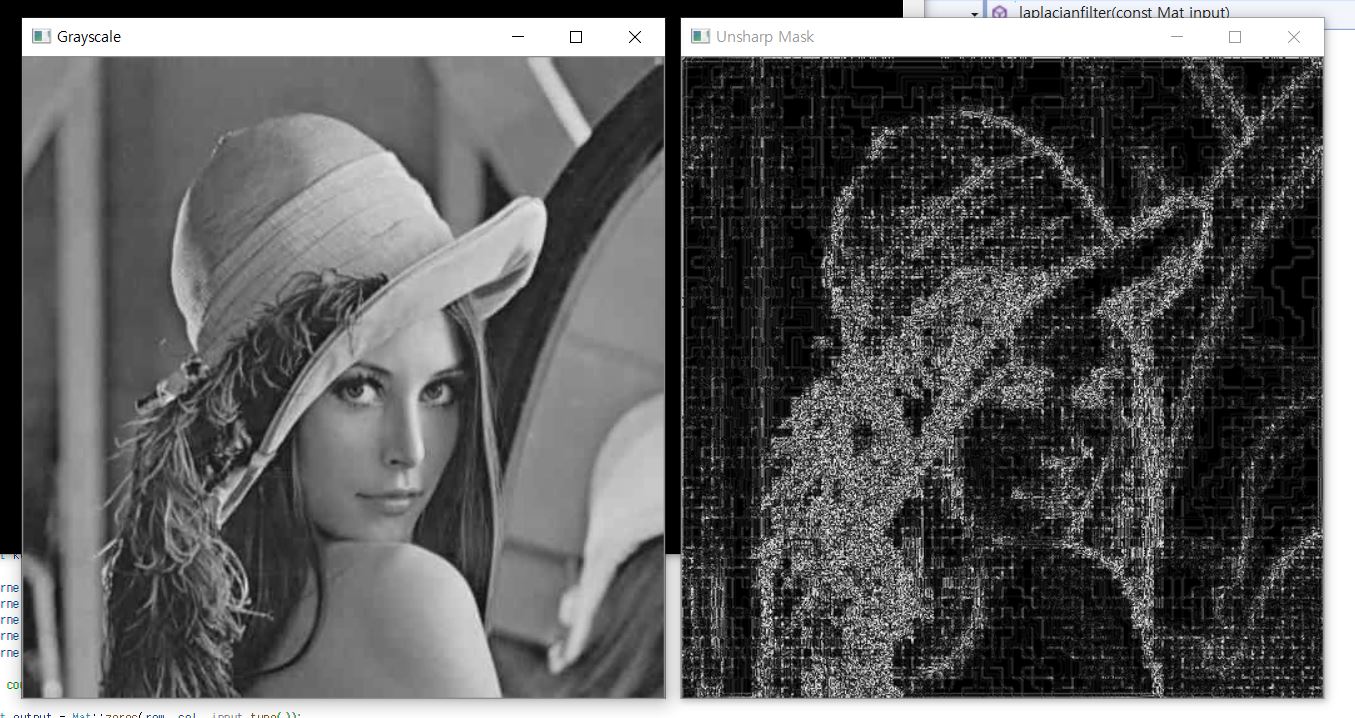 laplacianfilter(const Mat input)
Grayscale
Unsharp Mask
rne
rne
rne
rne
rne
cou
t output = Mat::zeros(row, col, input.type());